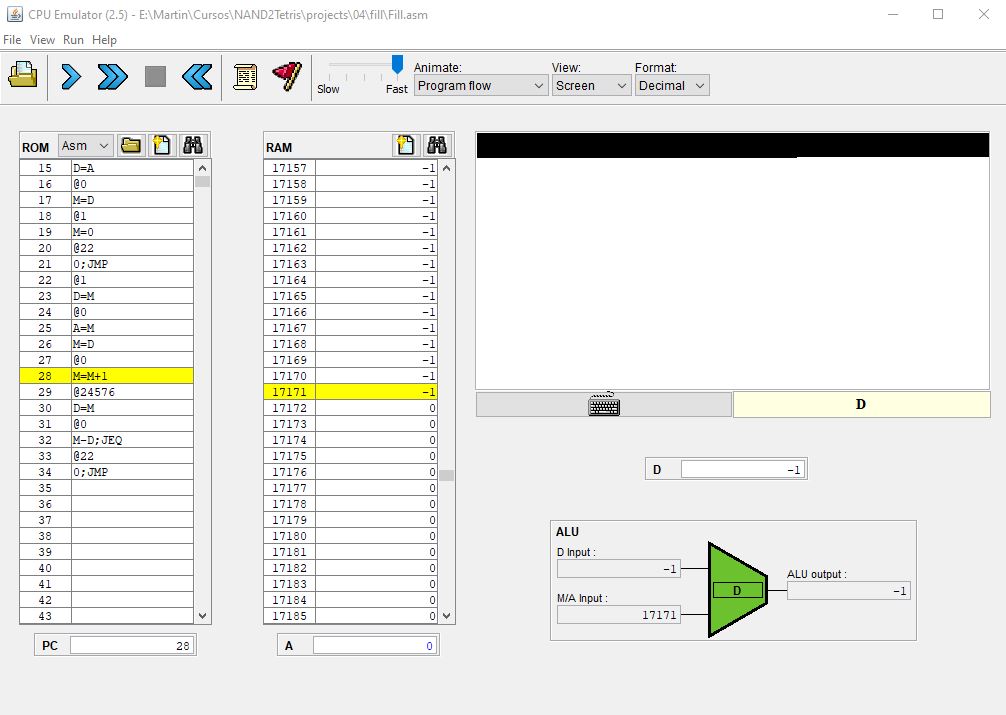 CPU Emulator (2.5) - E:\Martin\Cursos\NAND2Tetris\projects\04\fill\Fill.asm
File View Run Help
Slow Fast
Animate:
Program flow
View:
Screen
Format:
Decimal
ROM Asm
15 D=A
16 @0
17 M=D
18 @1
19 M=0
20 @22
21 0;JMP
22 @1
23 D=M
24 @0
25 A=M
26 M=D
27 @0
28 M=M+1
29 @24576
30 D=M
31 @0
32 M-D;JEQ
33 @22
34 0;JMP
35
36
37
38
39
40
41
42
43
PC 28
RAM
17157 -1
17158 -1
17159 -1
17160 -1
17161 -1
17162 -1
17163 -1
17164 -1
17165 -1
17166 -1
17167 -1
17168 -1
17169 -1
17170 -1
17171 -1
17172 0
17173 0
17174 0
17175 0
17176 0
17177 0
17178 0
17179 0
17180 0
17181 0
17182 0
17183 0
17184 0
17185 0
A 0
D
D -1
ALU
D Input :
-1
M/A Input :
17171
D
ALU output :
-1